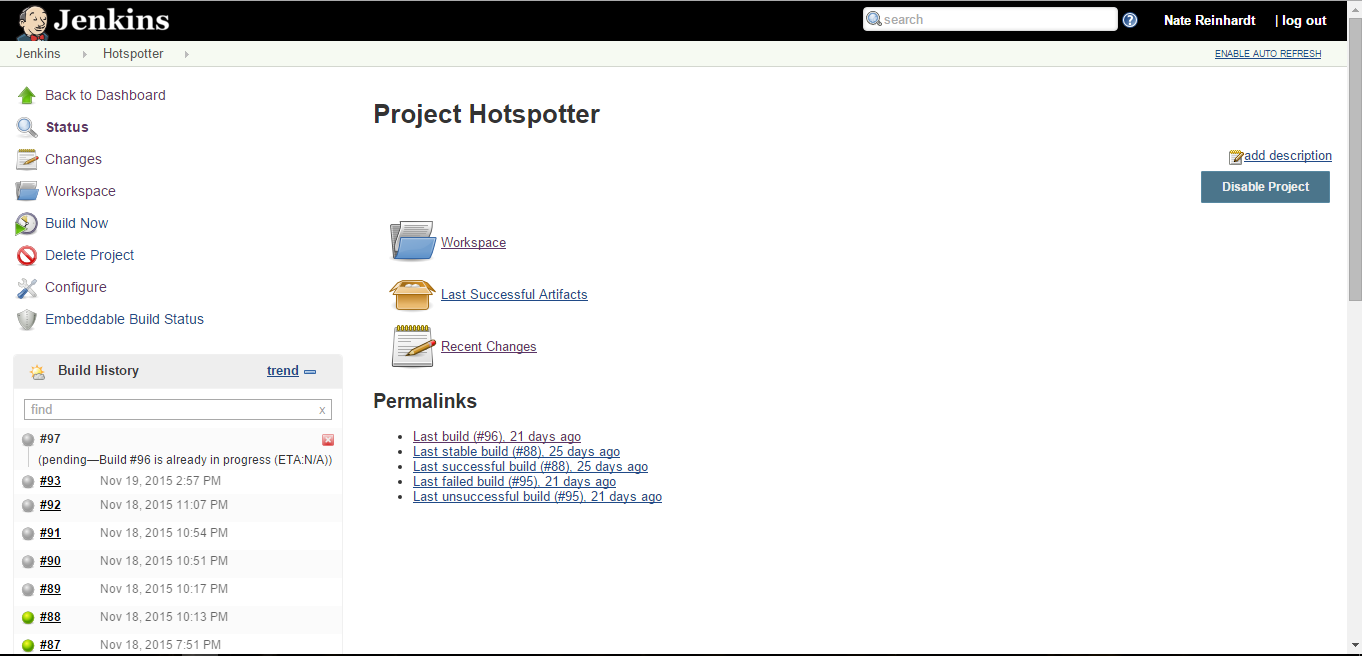 Jenkins
search
Nate Reinhardt | log out
Jenkins Hotspotter
ENABLE AUTO REFRESH
Back to Dashboard
Status
Changes
Workspace
Build Now
Delete Project
Configure
Embeddable Build Status
Build History trend
find x
#97
(pending—Build #96 is already in progress (ETA:N/A))
#93 Nov 19, 2015 2:57 PM
#92 Nov 18, 2015 11:07 PM
#91 Nov 18, 2015 10:54 PM
#90 Nov 18, 2015 10:51 PM
#89 Nov 18, 2015 10:17 PM
#88 Nov 18, 2015 10:13 PM
#87 Nov 18, 2015 7:51 PM
Project Hotspotter
add description
Disable Project
Workspace
Last Successful Artifacts
Recent Changes
Permalinks
Last build (#96), 21 days ago
Last stable build (#88), 25 days ago
Last successful build (#88), 25 days ago
Last failed build (#95), 21 days ago
Last unsuccessful build (#95), 21 days ago